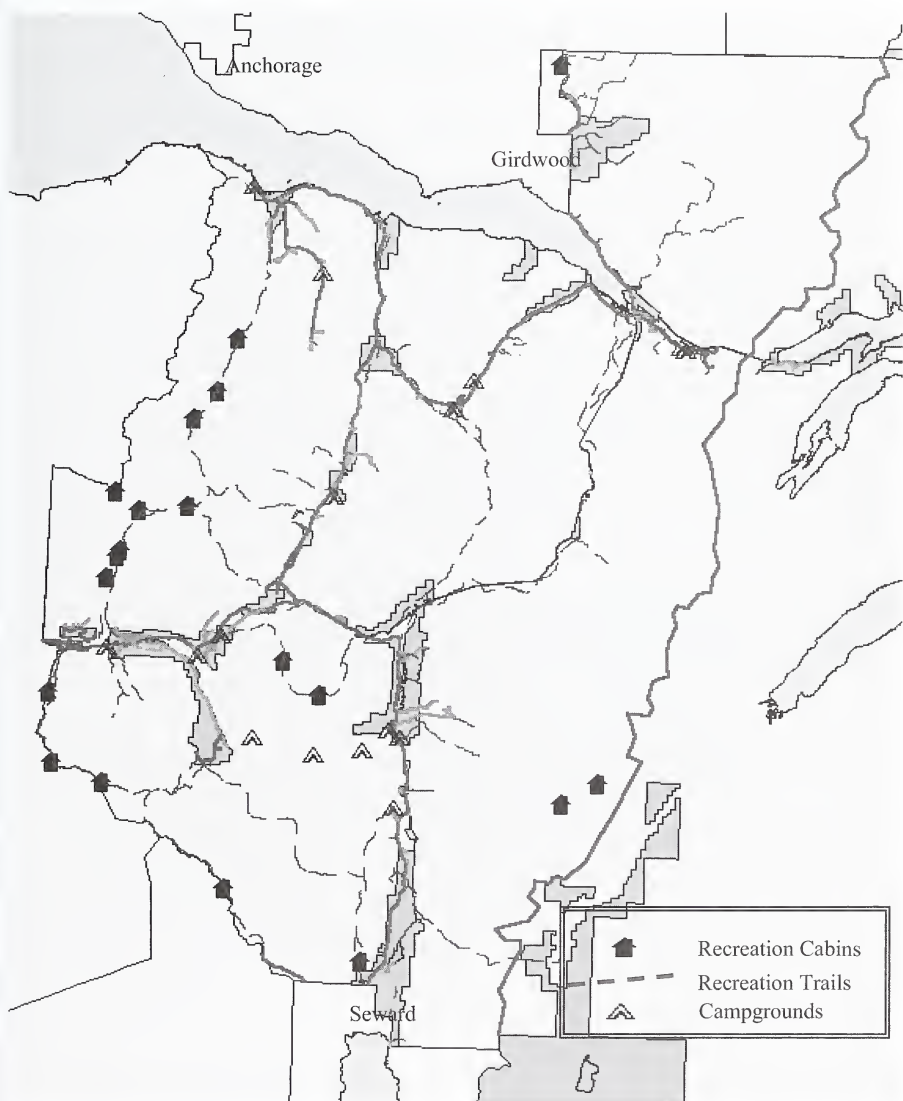 Anchorage
Girdwood
Seward
Recreation Cabins
Recreation Trails
Campgrounds